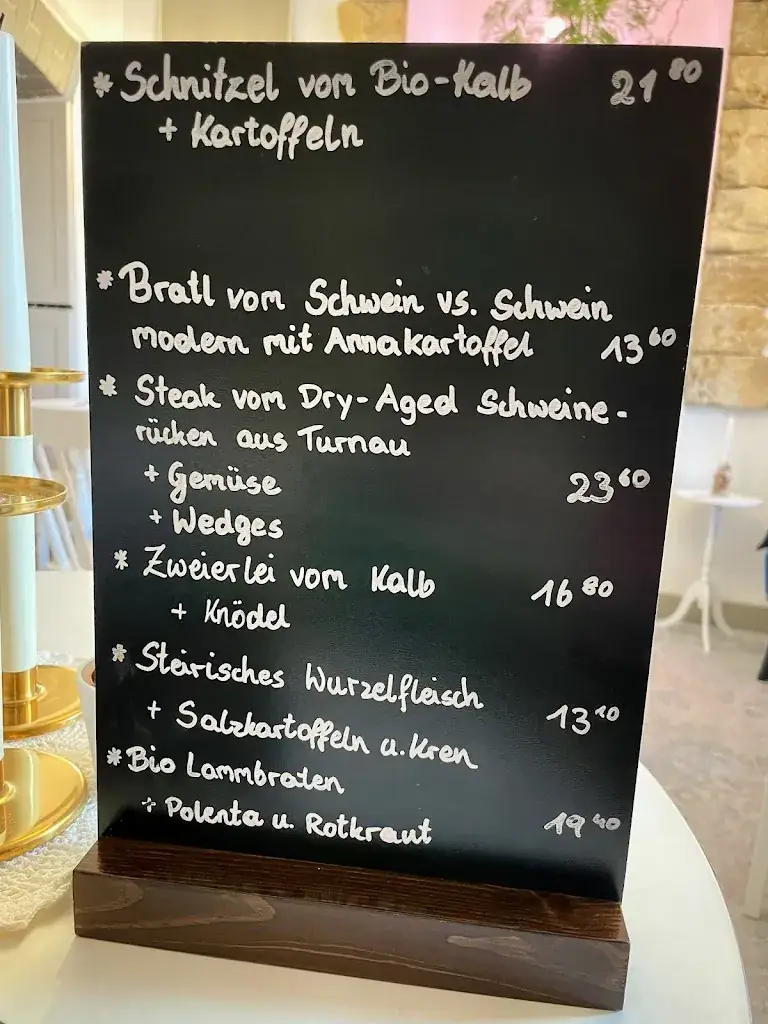 * Schnitzel vom Bio-Kalb 21 80
+ Kartoffeln
* Bratl vom Schwein vs. Schwein
modern mit Annakartoffel 13 60
* Steak vom Dry-Aged Schweine-
rücken aus Turnau
+ Gemüse 23 60
+ Wedges
* Zweierlei vom Kalb 16 80
+ Knödel
* Steirisches Wurzelfleisch
+ Salzkartoffeln u. Kren 13 10
* Bio Lammbraten
+ Polenta u. Rotkraut 19 40